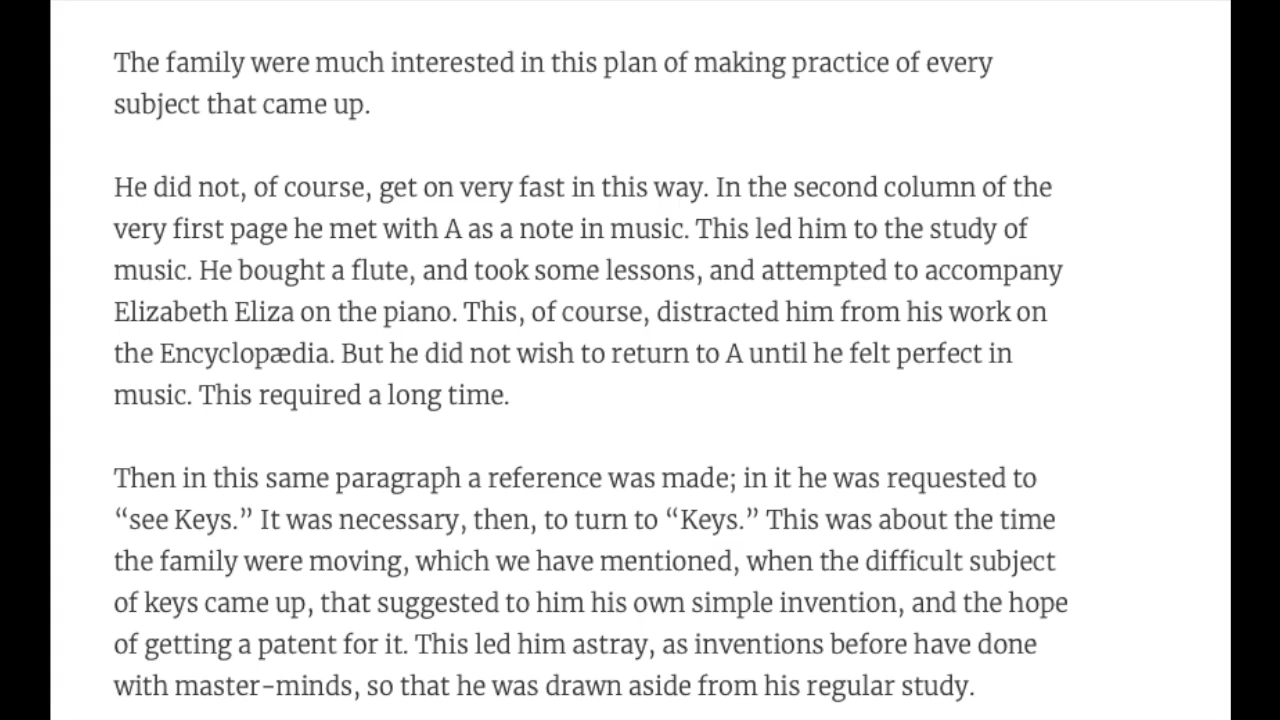 The family were much interested in this plan of making practice of every
subject that came up.
He did not, of course, get on very fast in this way. In the second column of the
very first page he met with A as a note in music. This led him to the study of
music. He bought a flute, and took some lessons, and attempted to accompany
Elizabeth Eliza on the piano. This, of course, distracted him from his work on
the Encyclopædia. But he did not wish to return to A until he felt perfect in
music. This required a long time.
Then in this same paragraph a reference was made; in it he was requested to
“see Keys.” It was necessary, then, to turn to “Keys.” This was about the time
the family were moving, which we have mentioned, when the difficult subject
of keys came up, that suggested to him his own simple invention, and the hope
of getting a patent for it. This led him astray, as inventions before have done
with master-minds, so that he was drawn aside from his regular study.